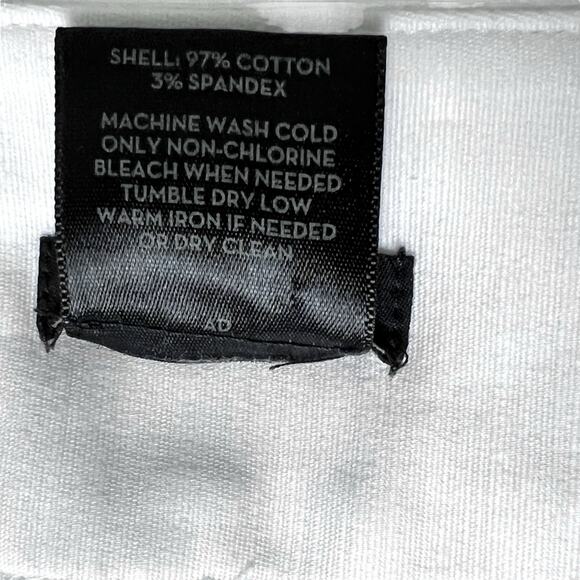 SHELL: 97% COTTON
3% SPANDEX
MACHINE WASH COLD
ONLY NON-CHLORINE
BLEACH WHEN NEEDED
TUMBLE DRY LOW
WARM IRON IF NEEDED
OR DRY CLEAN
AD